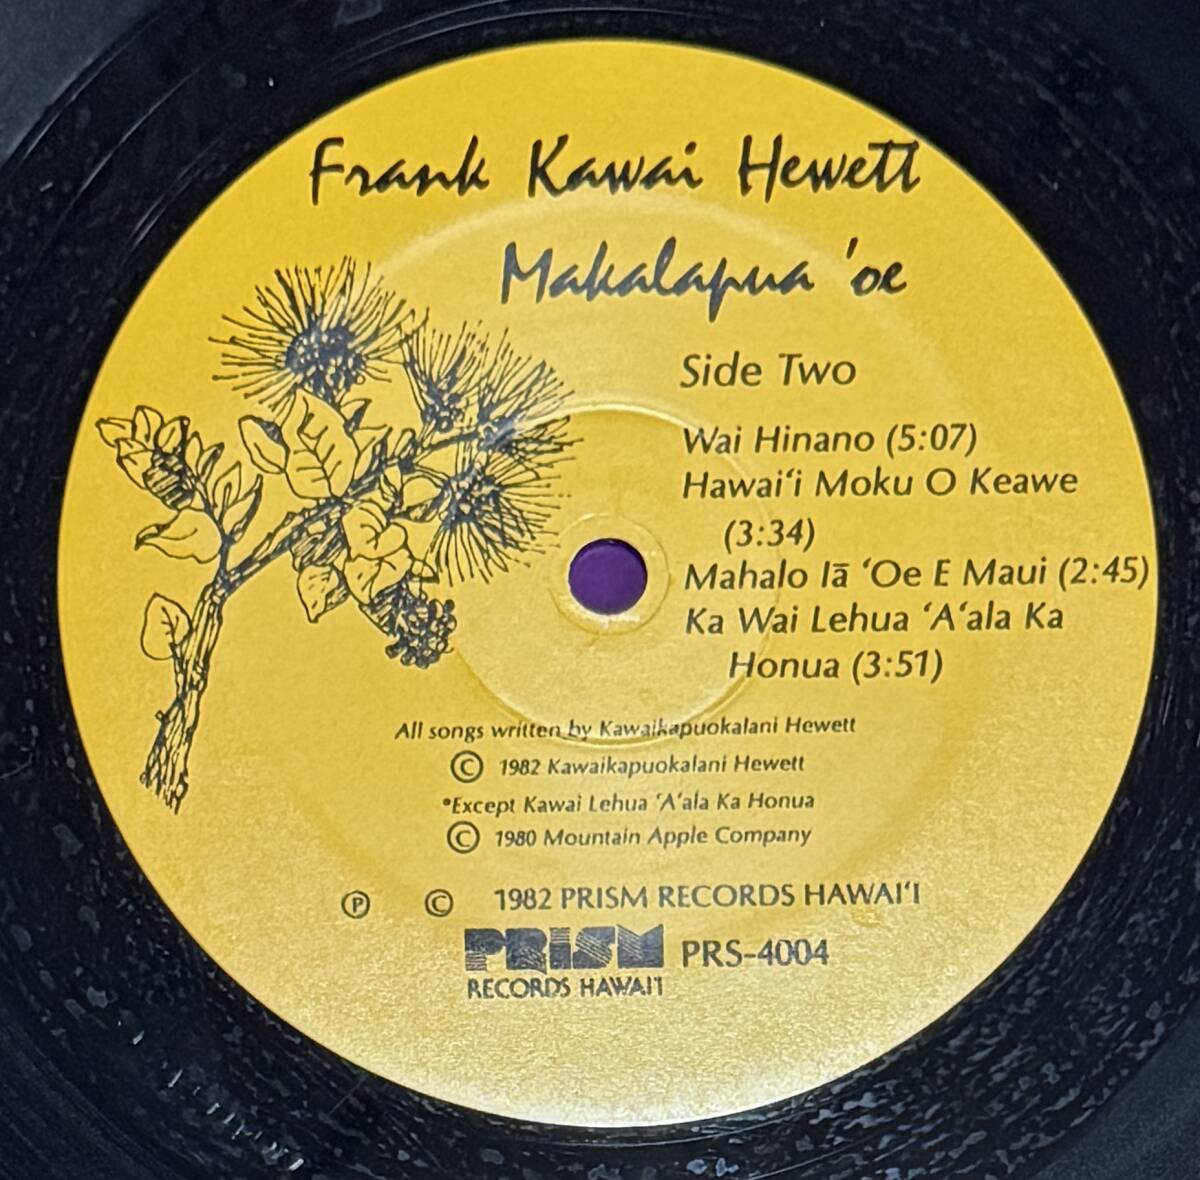 Frank Kawai Hewett
Makalapua 'oe
Side Two
Wai Hinano (5:07)
Hawai‘i Moku O Keawe
(3:34)
Mahalo Iā ‘Oe E Maui (2:45)
Ka Wai Lehua ‘A‘ala Ka
Honua (3:51)
All songs written by Kawaikapuokalani Hewett
© 1982 Kawaikapuokalani Hewett
*Except Kawai Lehua ‘A‘ala Ka Honua
© 1980 Mountain Apple Company
℗ © 1982 PRISM RECORDS HAWAI‘I
PRISM PRS-4004
RECORDS HAWAI'I